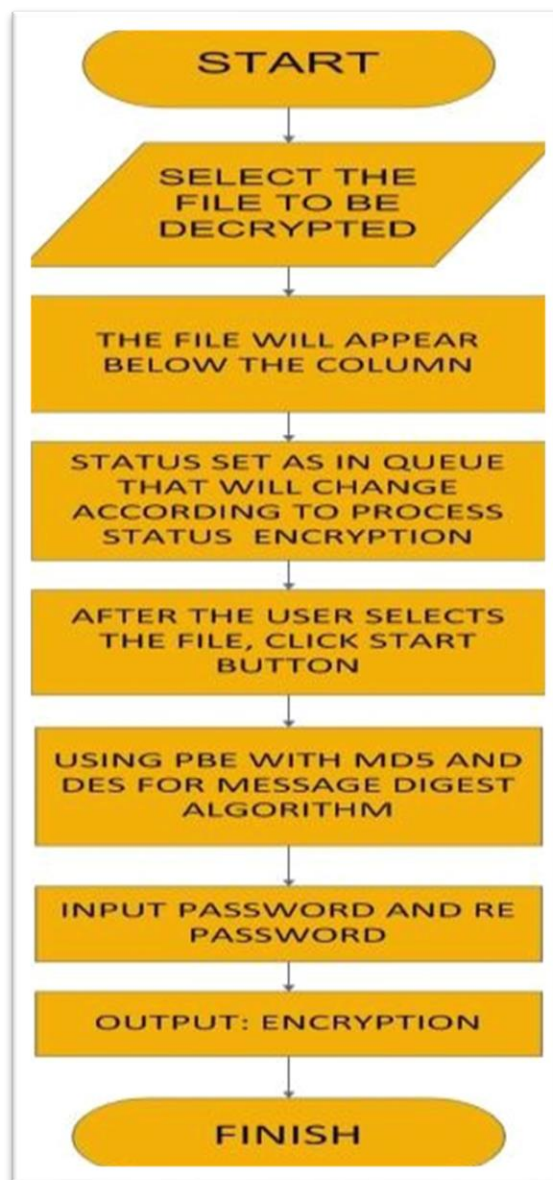 START
SELECT THE
FILE TO BE
DECRYPTED
THE FILE WILL APPEAR
BELOW THE COLUMN
STATUS SET AS IN QUEUE
THAT WILL CHANGE
ACCORDING TO PROCESS
STATUS ENCRYPTION
AFTER THE USER SELECTS
THE FILE, CLICK START
BUTTON
USING PBE WITH MD5 AND
DES FOR MESSAGE DIGEST
ALGORITHM
INPUT PASSWORD AND RE
PASSWORD
OUTPUT: ENCRYPTION
FINISH